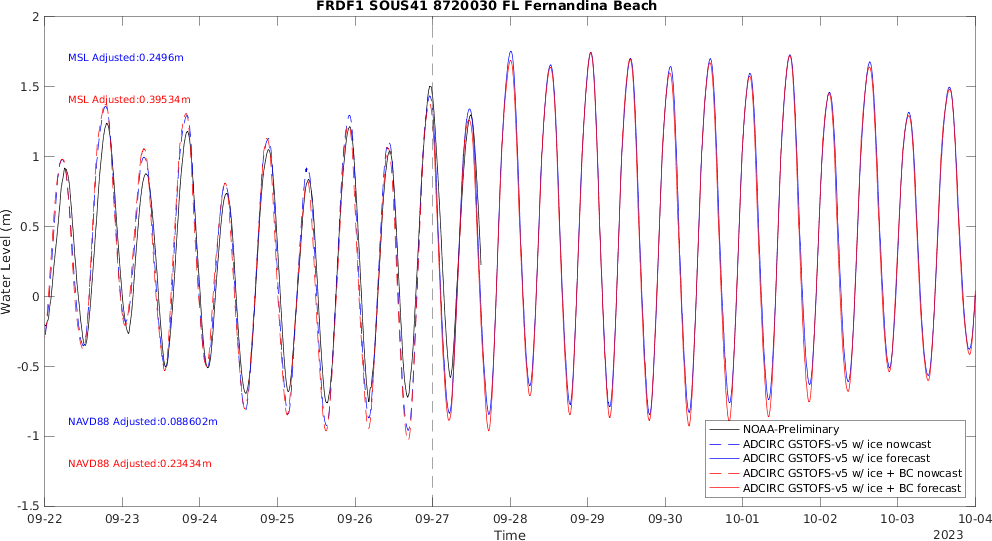 FRDF1 SOUS41 8720030 FL Fernandina Beach
2
1.5
1
0.5
0
-0.5
-1
-1.5
Water Level (m)
MSL Adjusted:0.2496m
MSL Adjusted:0.39534m
NAVD88 Adjusted:0.088602m
NAVD88 Adjusted:0.23434m
NOAA-Preliminary
ADCIRC GSTOFS-v5 w/ ice nowcast
ADCIRC GSTOFS-v5 w/ ice forecast
ADCIRC GSTOFS-v5 w/ ice + BC nowcast
ADCIRC GSTOFS-v5 w/ ice + BC forecast
09-22 09-23 09-24 09-25 09-26 09-27 09-28 09-29 09-30 10-01 10-02 10-03 10-04
Time
2023